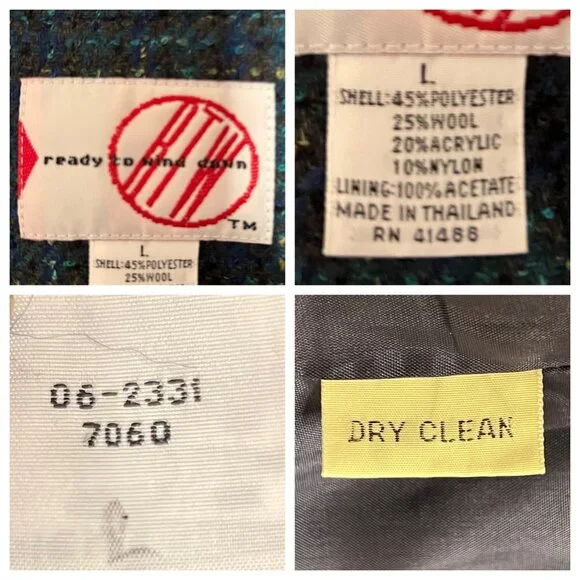 RTW
ready to wind down
TM
L
SHELL:45%POLYESTER
25%WOOL
L
SHELL:45%POLYESTER
25%WOOL
20%ACRYLIC
10%NYLON
LINING:100%ACETATE
MADE IN THAILAND
RN 41488
06-2331
7060
L
DRY CLEAN